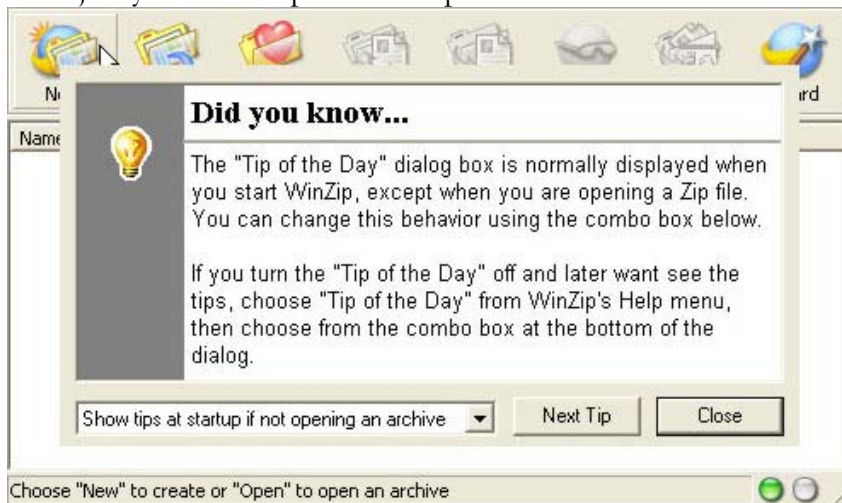 Did you know...
Name
The "Tip of the Day" dialog box is normally displayed when
you start WinZip, except when you are opening a Zip file.
You can change this behavior using the combo box below.
If you turn the "Tip of the Day" off and later want see the
tips, choose "Tip of the Day" from WinZip's Help menu,
then choose from the combo box at the bottom of the
dialog.
Show tips at startup if not opening an archive
Next Tip
Close
Choose "New" to create or "Open" to open an archive